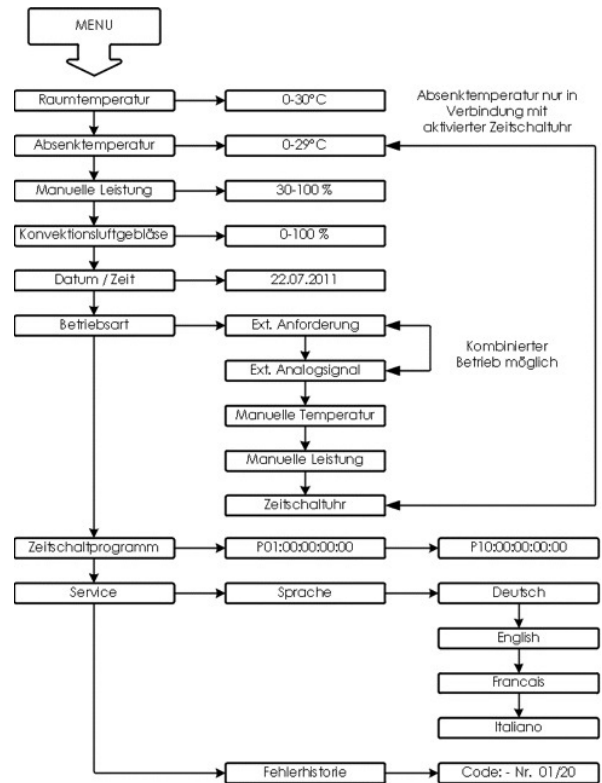 MENU
Raumtemperatur
0-30°C
Absenktemperatur nur in
Verbindung mit
aktivierter Zeitschaltuhr
Absenktemperatur
0-29°C
Manuelle Leistung
30-100 %
Konvektionsluftgebläse
0-100 %
Datum / Zeit
22.07.2011
Betriebsart
Ext. Anforderung
Kombinierter
Betrieb möglich
Ext. Analogsignal
Manuelle Temperatur
Manuelle Leistung
Zeitschaltuhr
Zeitschaltprogramm
P01:00:00:00:00
P10:00:00:00:00
Service
Sprache
Deutsch
English
Francais
Italiano
Fehlerhistorie
Code: - Nr. 01/20